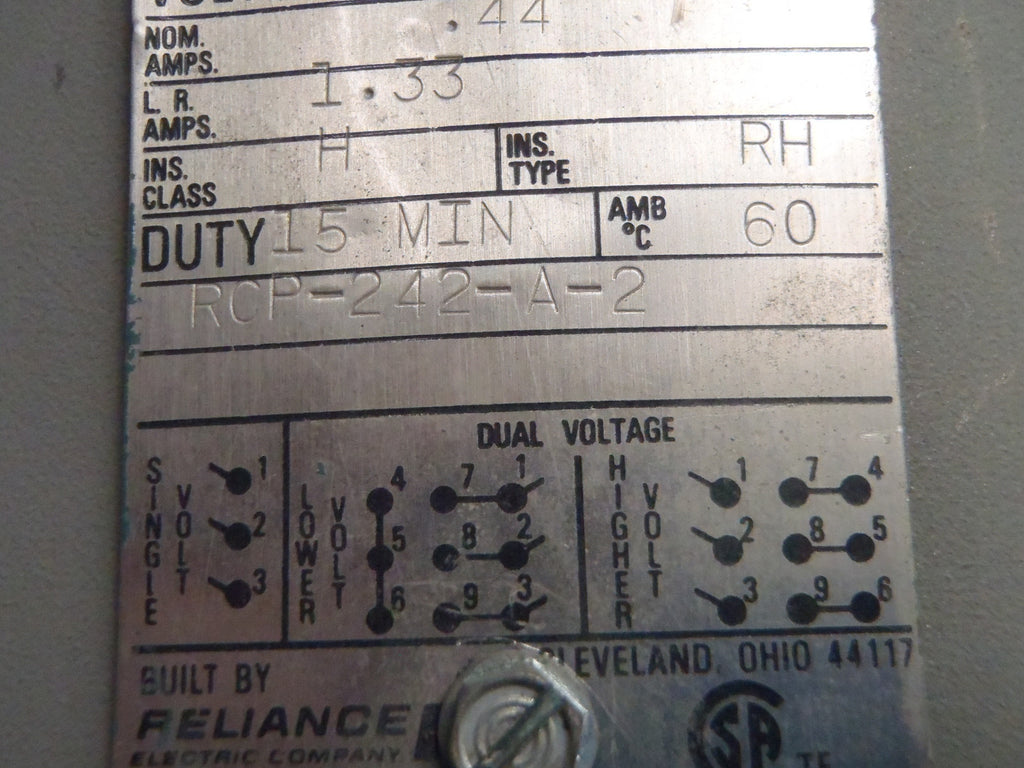 NOM. AMPS. .44
L. R. AMPS. 1.33
INS. CLASS H INS. TYPE RH
DUTY 15 MIN AMB °C 60
RCP-242-A-2
DUAL VOLTAGE
SINGLE VOLT 1 2 3
LOWER VOLT 4 7 1
5 8 2
6 9 3
HIGHER VOLT 1 7 4
2 8 5
3 9 6
BUILT BY CLEVELAND, OHIO 44117
RELIANCE
ELECTRIC COMPANY
SA